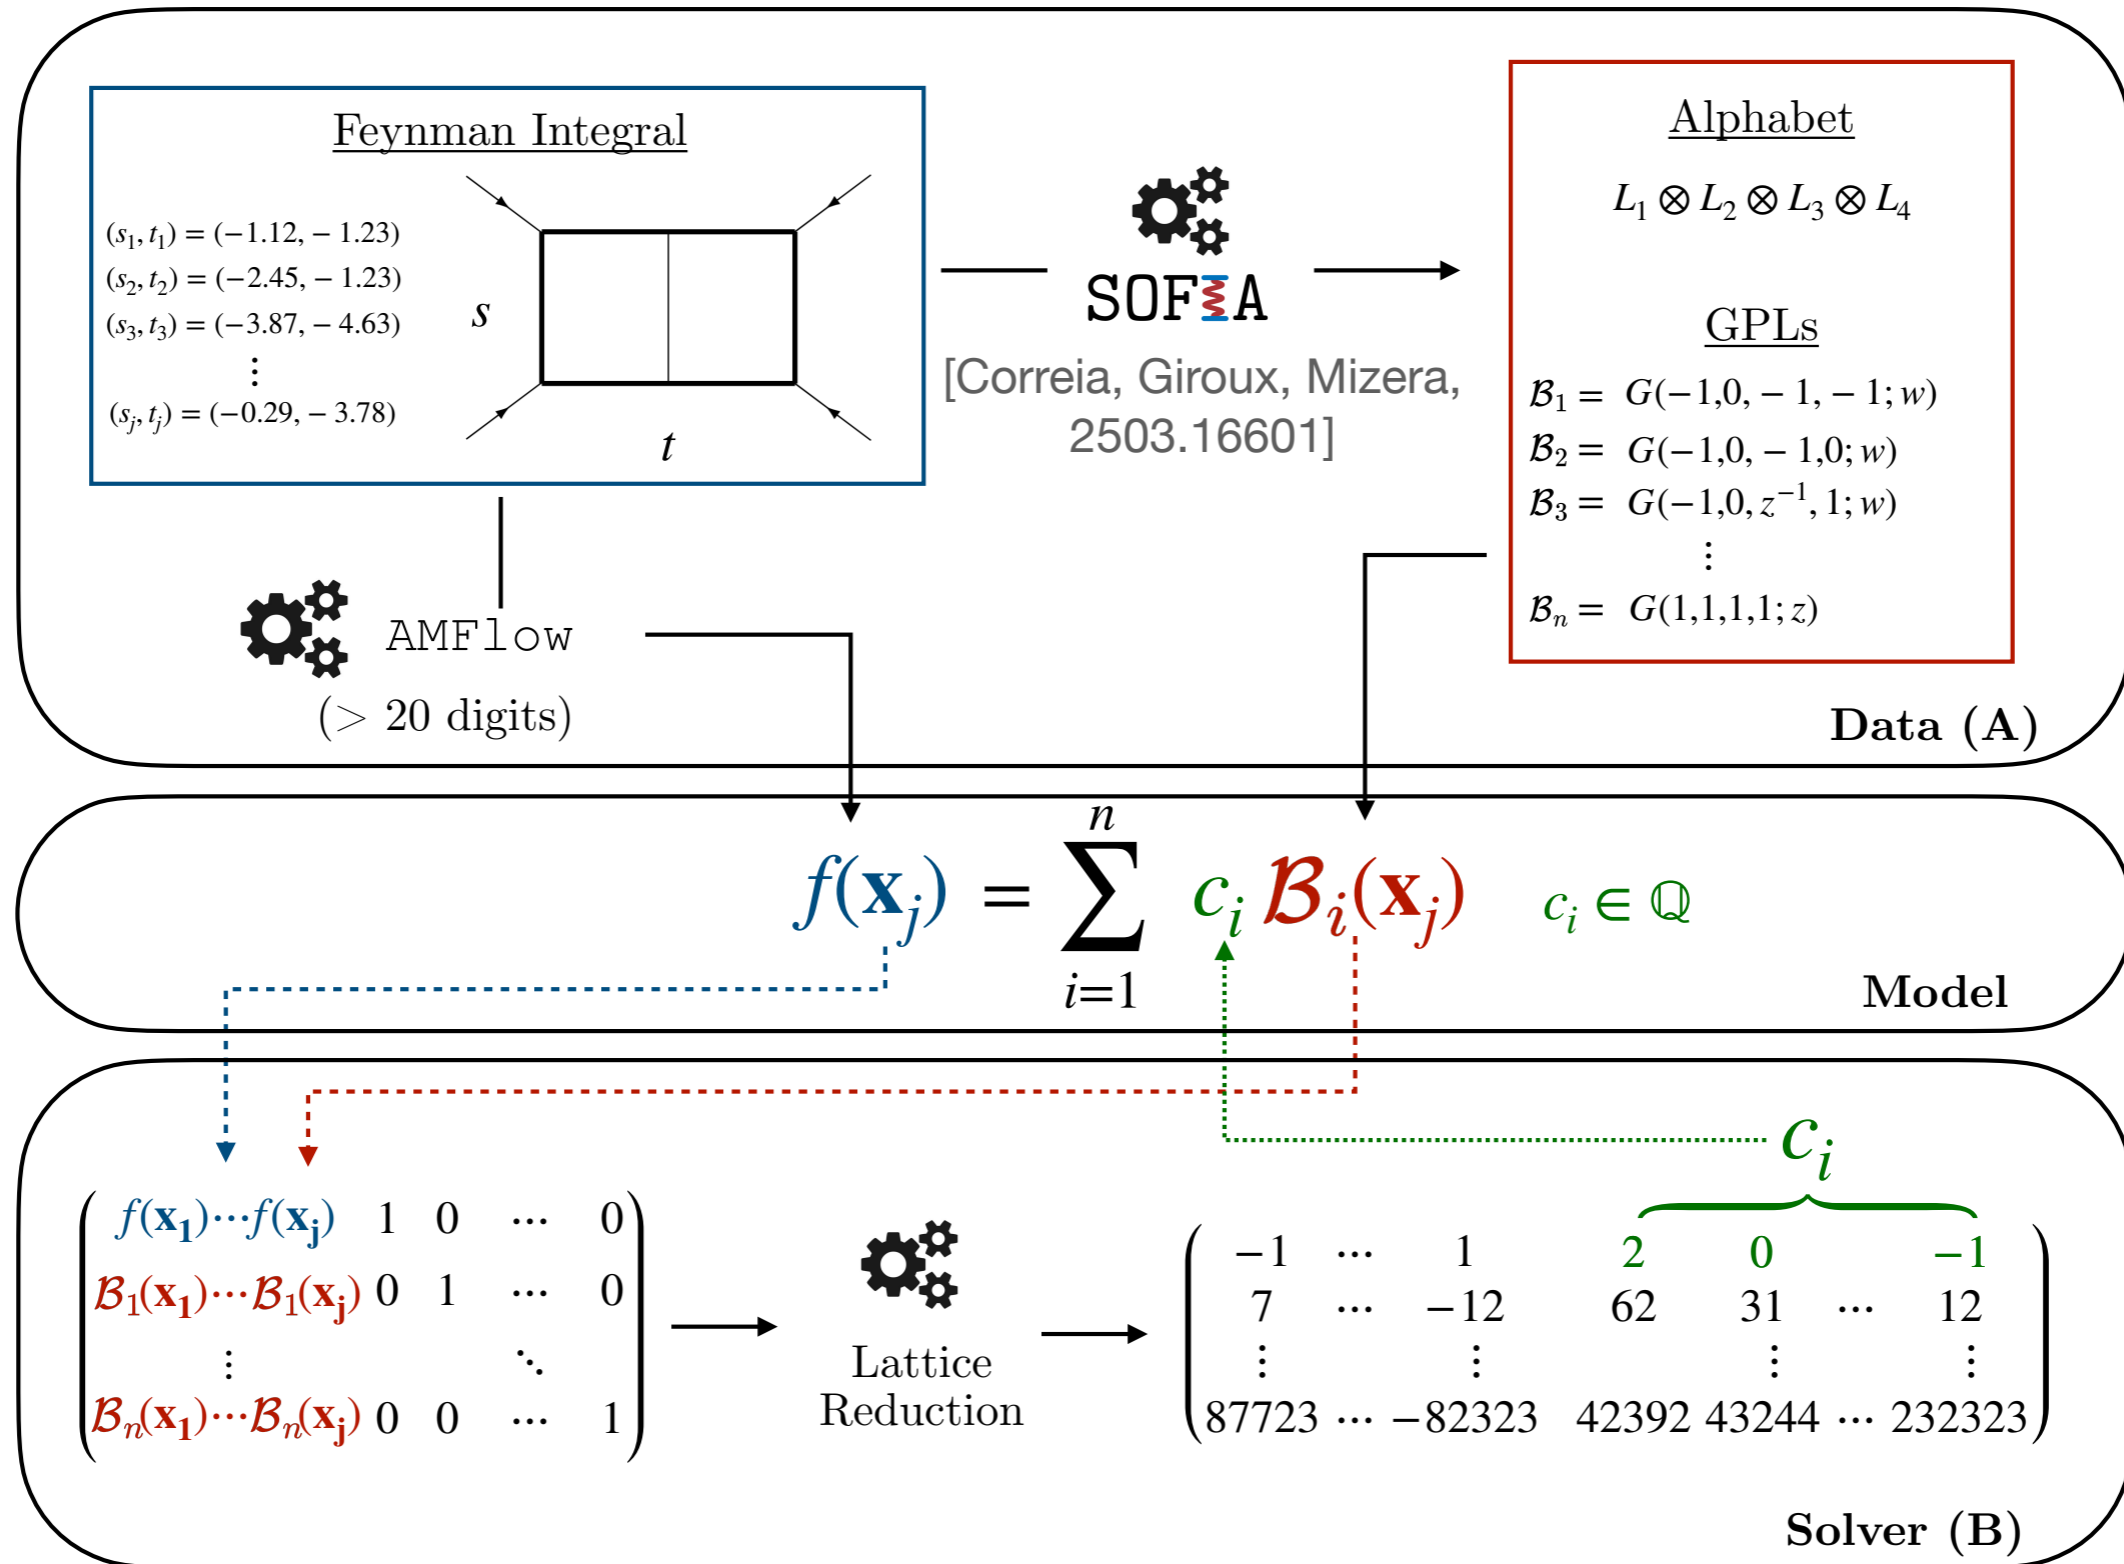 Feynman Integral
(s₁, t₁) = (−1.12, − 1.23)
(s₂, t₂) = (−2.45, − 1.23)
(s₃, t₃) = (−3.87, − 4.63)
⋮
(sⱼ, tⱼ) = (−0.29, − 3.78)
s
t
SOFIA
[Correia, Giroux, Mizera,
2503.16601]
Alphabet
L₁ ⊗ L₂ ⊗ L₃ ⊗ L₄
GPLs
ℬ₁ = G(−1,0, − 1, − 1; w)
ℬ₂ = G(−1,0, − 1,0; w)
ℬ₃ = G(−1,0, z⁻¹, 1; w)
⋮
ℬₙ = G(1,1,1,1; z)
AMFlow
(> 20 digits)
Data (A)
f(𝐱ⱼ) = ∑ᵢ₌₁ⁿ cᵢ ℬᵢ(𝐱ⱼ) cᵢ ∈ ℚ
Model
cᵢ
f(𝐱₁)⋯f(𝐱ⱼ) 1 0 ⋯ 0
ℬ₁(𝐱₁)⋯ℬ₁(𝐱ⱼ) 0 1 ⋯ 0
⋮ ⋱
ℬₙ(𝐱₁)⋯ℬₙ(𝐱ⱼ) 0 0 ⋯ 1
Lattice
Reduction
−1 ⋯ 1 2 0 −1
7 ⋯ −12 62 31 ⋯ 12
⋮ ⋮ ⋮ ⋮
87723 ⋯ −82323 42392 43244 ⋯ 232323
Solver (B)